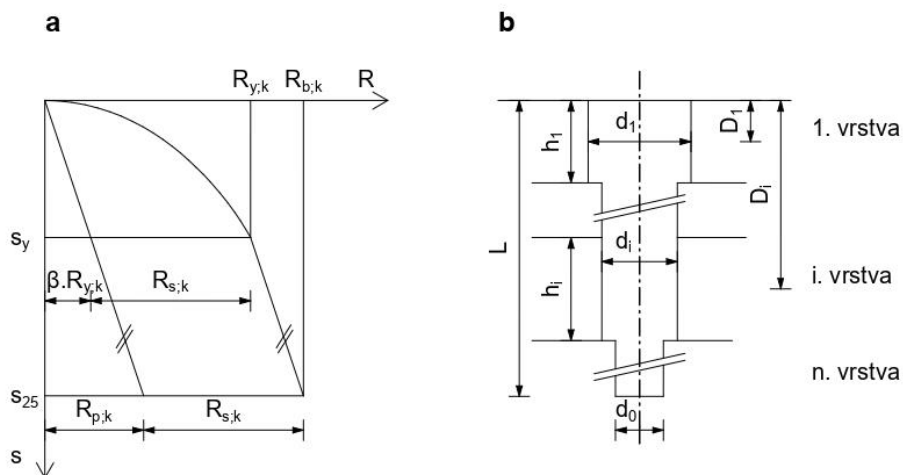 a
R_y;k R_b;k R
s_y
β.R_y;k R_s;k
s_25
R_p;k R_s;k
s
b
d_1 D_1 1. vrstva
h_1
D_i
L
d_i
h_i i. vrstva
n. vrstva
d_0